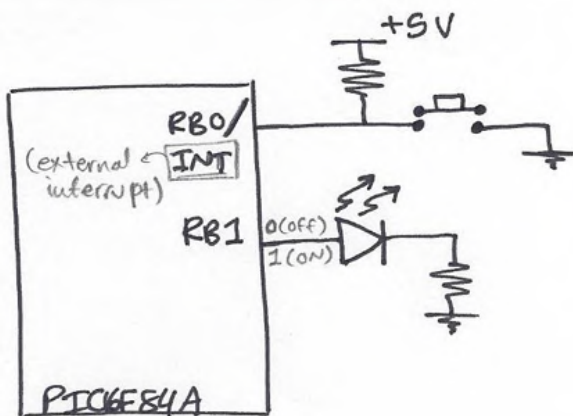 +5V
RB0/
INT
(external
interrupt)
RB1
0(OFF)
1(ON)
PIC16F84A